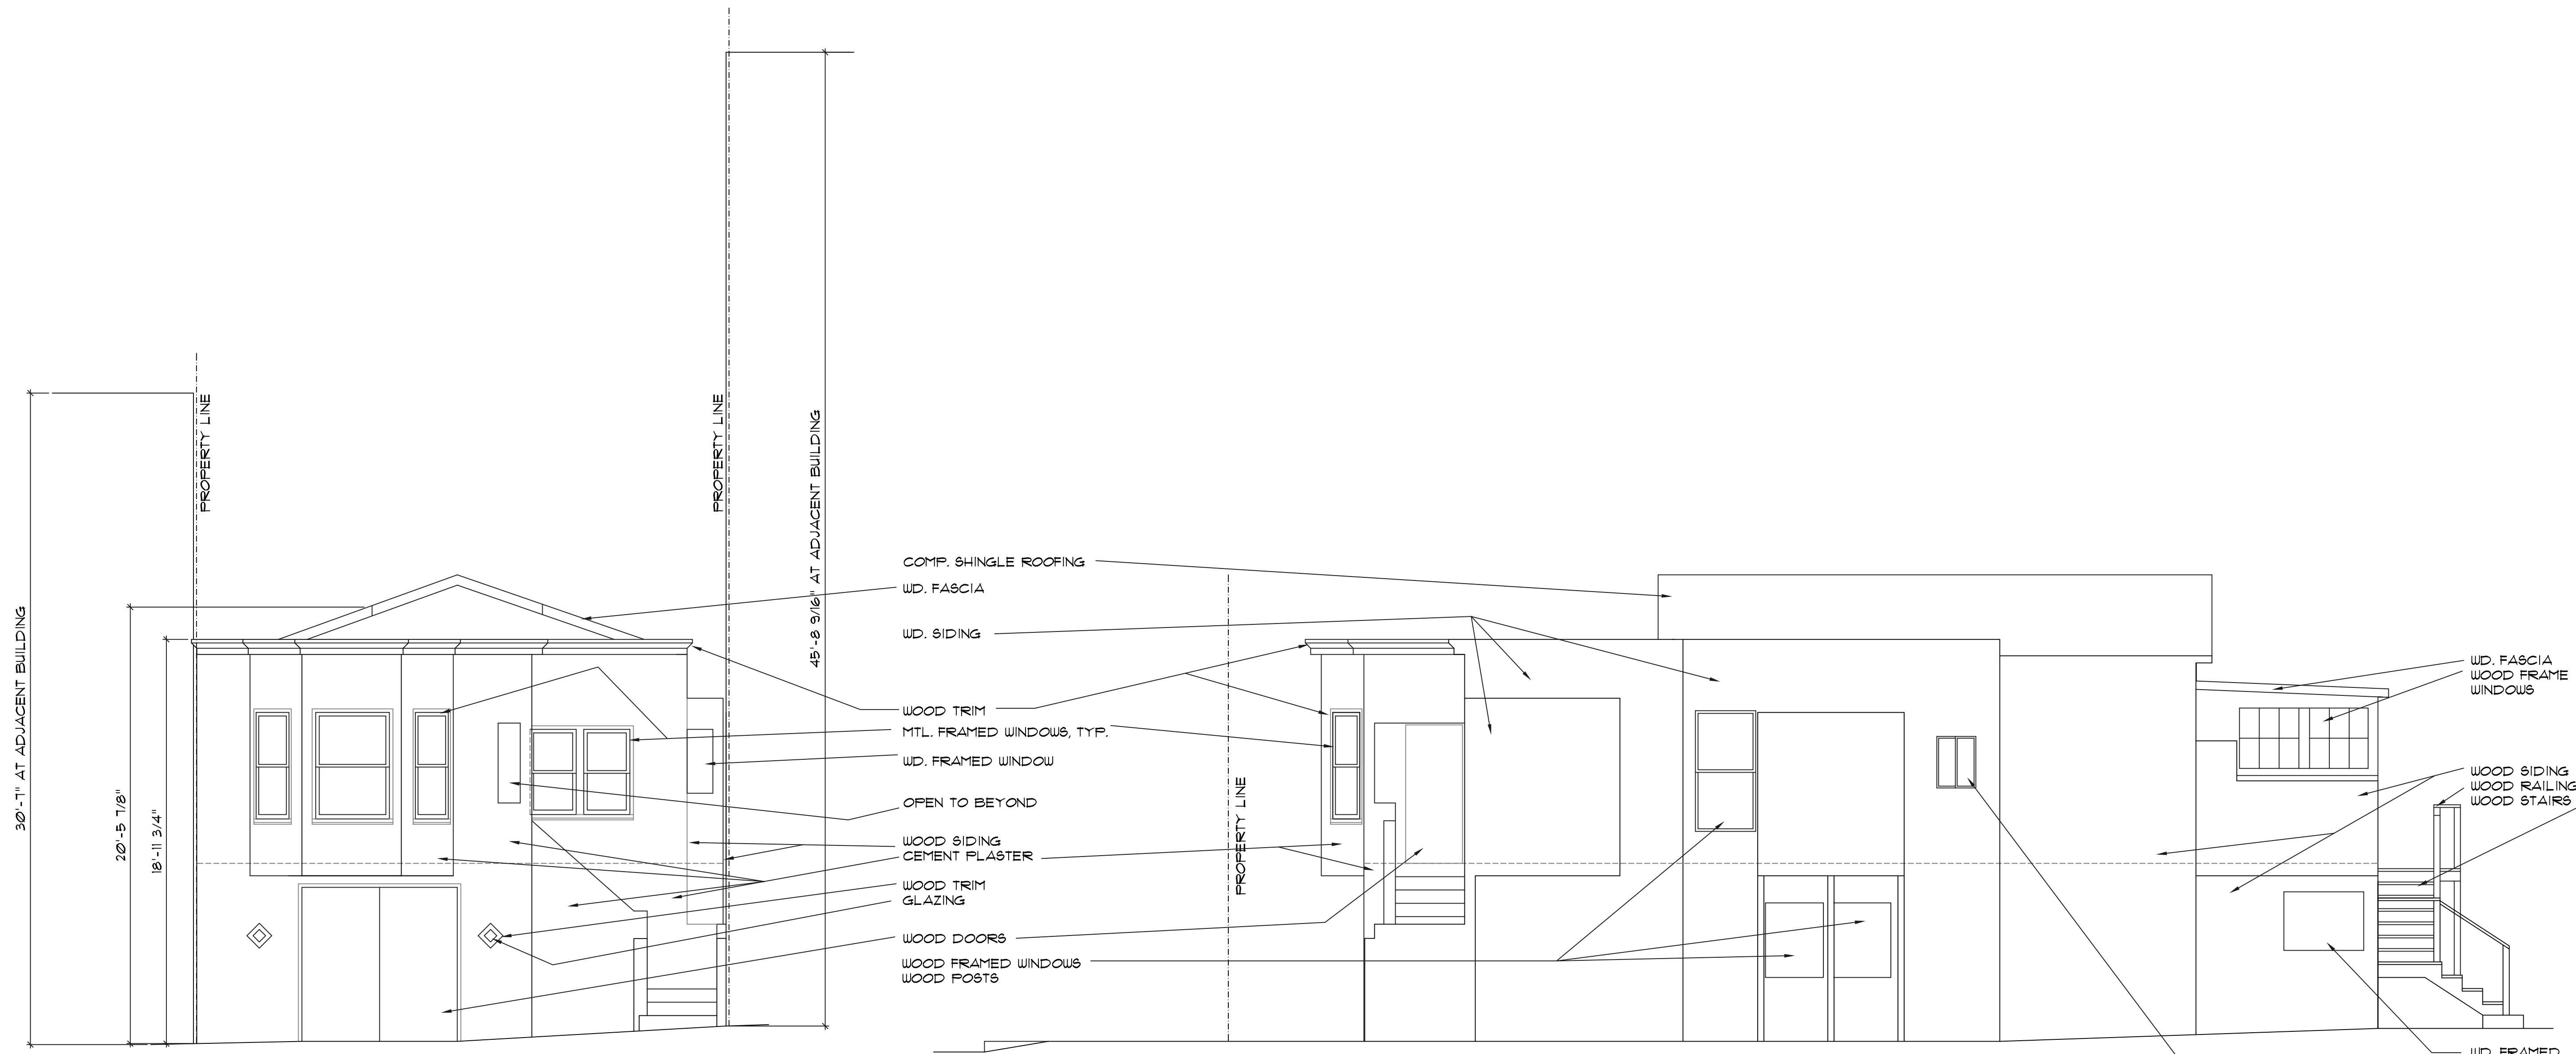 30'-7" AT ADJACENT BUILDING
20'-5 7/8"
18'-11 3/4"
PROPERTY LINE
PROPERTY LINE
45'-8 9/16" AT ADJACENT BUILDING
COMP. SHINGLE ROOFING
WD. FASCIA
WD. SIDING
WOOD TRIM
MTL. FRAMED WINDOWS, TYP.
WD. FRAMED WINDOW
OPEN TO BEYOND
WOOD SIDING
CEMENT PLASTER
WOOD TRIM
GLAZING
WOOD DOORS
WOOD FRAMED WINDOWS
WOOD POSTS
PROPERTY LINE
WD. FASCIA
WOOD FRAME
WINDOWS
WOOD SIDING
WOOD RAILING
WOOD STAIRS
WD. FRAMED